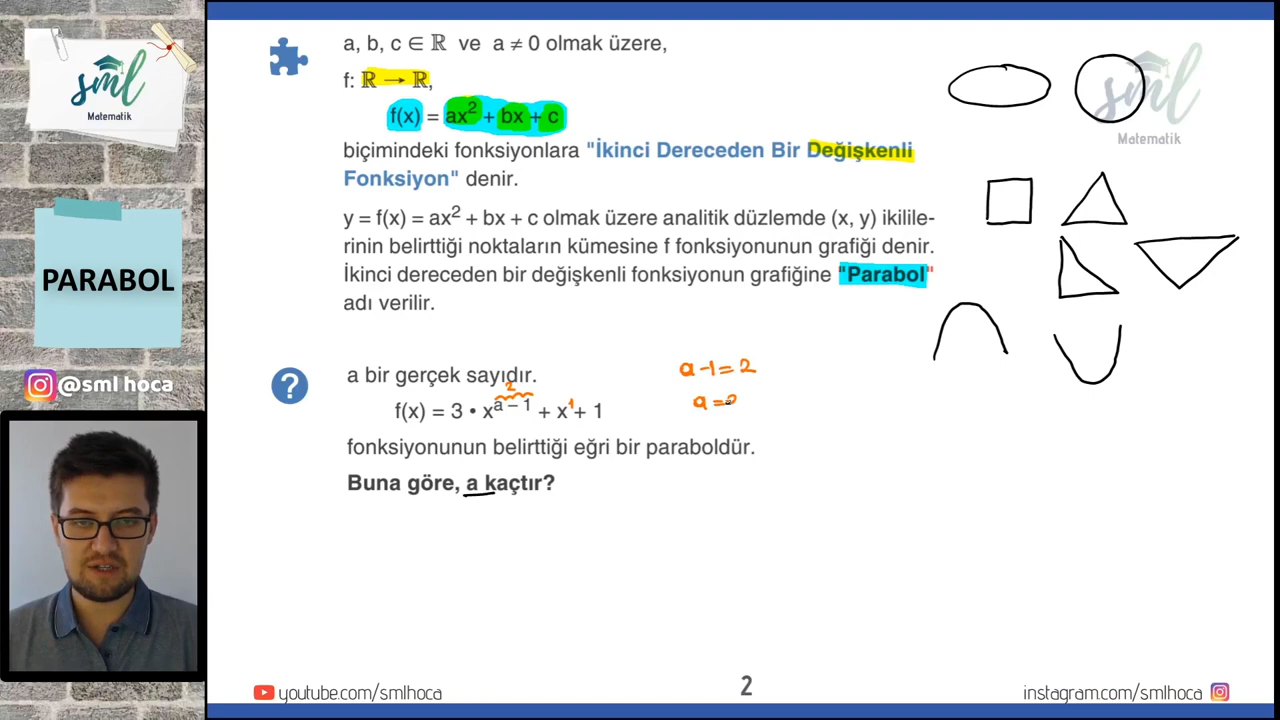 sml
Matematik
PARABOL
@sml hoca
a, b, c ∈ ℝ ve a ≠ 0 olmak üzere,
f: ℝ → ℝ,
f(x) = ax² + bx + c
biçimindeki fonksiyonlara "İkinci Dereceden Bir Değişkenli
Fonksiyon" denir.
y = f(x) = ax² + bx + c olmak üzere analitik düzlemde (x, y) ikilile-
rinin belirttiği noktaların kümesine f fonksiyonunun grafiği denir.
İkinci dereceden bir değişkenli fonksiyonun grafiğine "Parabol"
adı verilir.
sml
Matematik
?
a bir gerçek sayıdır.
2
f(x) = 3 • x^(a – 1) + x¹ + 1
fonksiyonunun belirttiği eğri bir paraboldür.
Buna göre, a kaçtır?
a - 1 = 2
a =
youtube.com/smlhoca
2
instagram.com/smlhoca